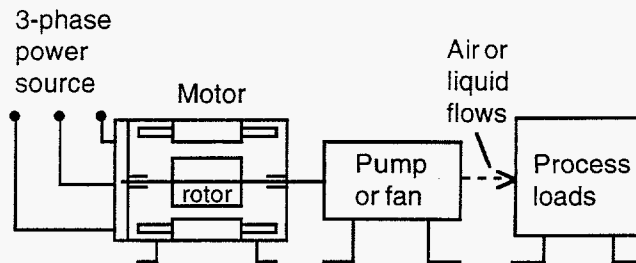 3-phase
power
source
Motor
rotor
Pump
or fan
Air or
liquid
flows
Process
loads